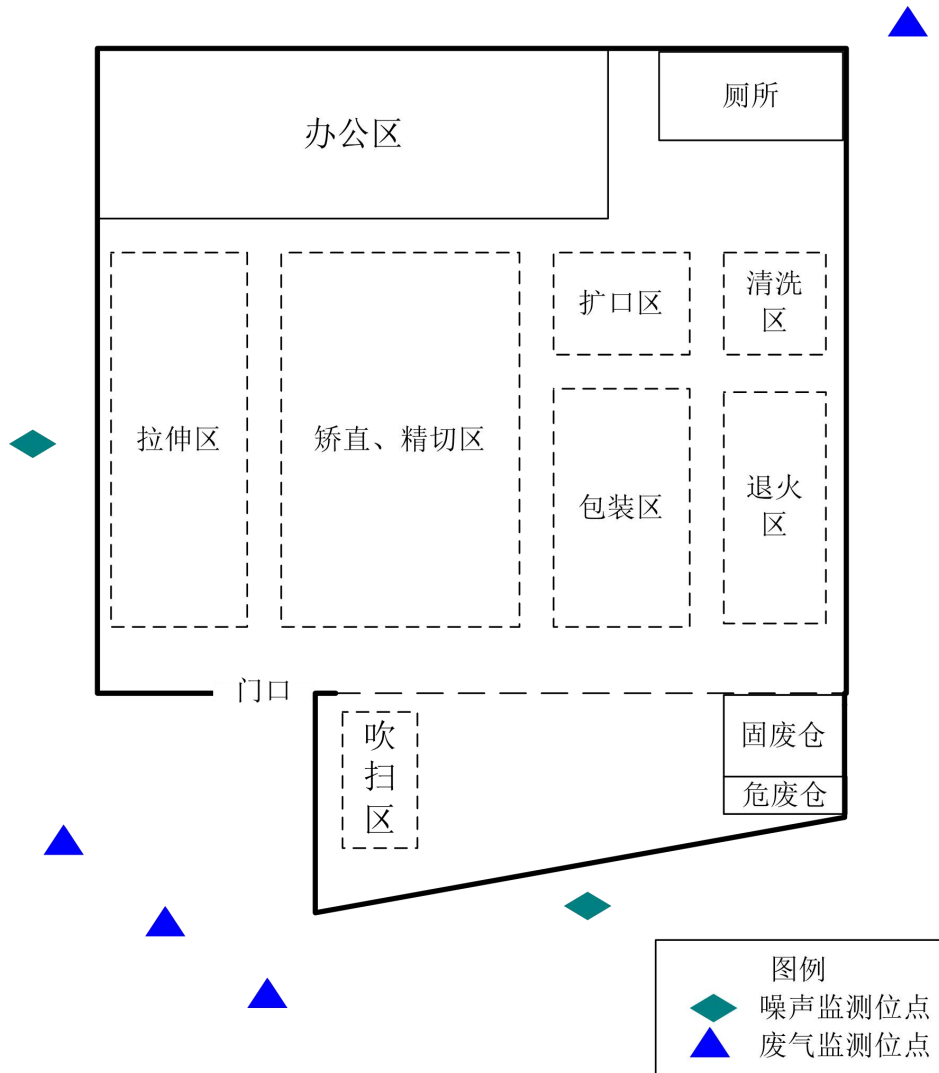 厕所
办公区
清洗
区
扩口区
拉伸区
矫直、精切区
包装区
退火
区
门口
吹
扫
区
固废仓
危废仓
图例
噪声监测位点
废气监测位点